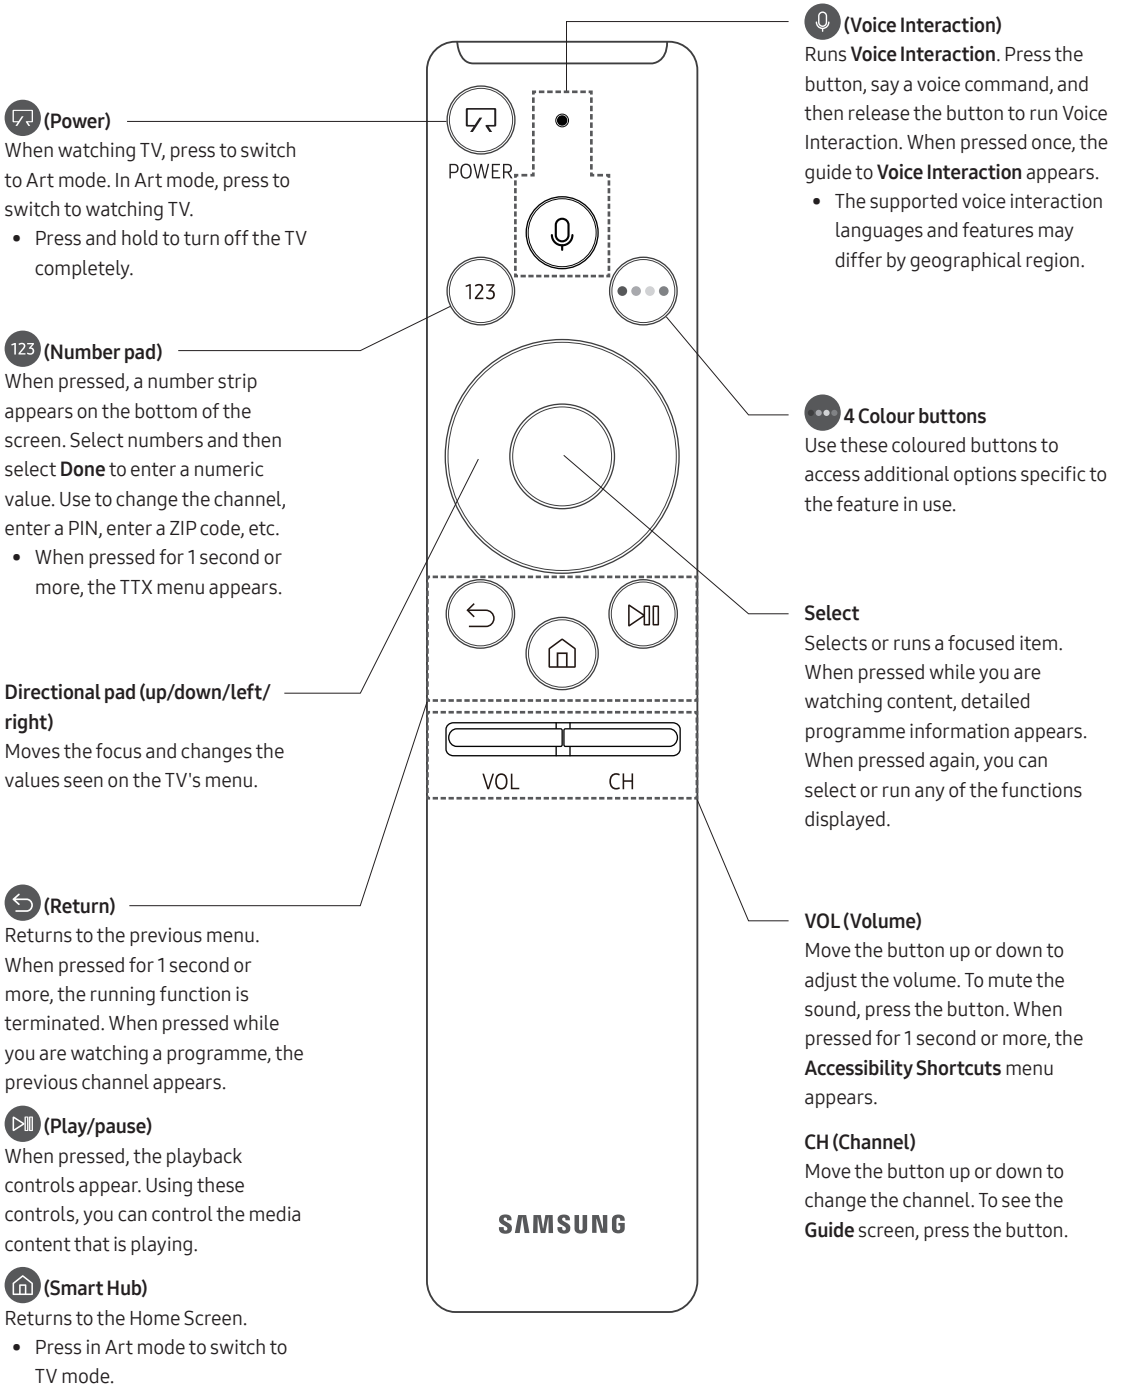 (Power)
When watching TV, press to switch
to Art mode. In Art mode, press to
switch to watching TV.
• Press and hold to turn off the TV
completely.
123 (Number pad)
When pressed, a number strip
appears on the bottom of the
screen. Select numbers and then
select Done to enter a numeric
value. Use to change the channel,
enter a PIN, enter a ZIP code, etc.
• When pressed for 1 second or
more, the TTX menu appears.
Directional pad (up/down/left/
right)
Moves the focus and changes the
values seen on the TV's menu.
(Return)
Returns to the previous menu.
When pressed for 1 second or
more, the running function is
terminated. When pressed while
you are watching a programme, the
previous channel appears.
(Play/pause)
When pressed, the playback
controls appear. Using these
controls, you can control the media
content that is playing.
(Smart Hub)
Returns to the Home Screen.
• Press in Art mode to switch to
TV mode.
POWER
123
VOL CH
SAMSUNG
(Voice Interaction)
Runs Voice Interaction. Press the
button, say a voice command, and
then release the button to run Voice
Interaction. When pressed once, the
guide to Voice Interaction appears.
• The supported voice interaction
languages and features may
differ by geographical region.
4 Colour buttons
Use these coloured buttons to
access additional options specific to
the feature in use.
Select
Selects or runs a focused item.
When pressed while you are
watching content, detailed
programme information appears.
When pressed again, you can
select or run any of the functions
displayed.
VOL (Volume)
Move the button up or down to
adjust the volume. To mute the
sound, press the button. When
pressed for 1 second or more, the
Accessibility Shortcuts menu
appears.
CH (Channel)
Move the button up or down to
change the channel. To see the
Guide screen, press the button.